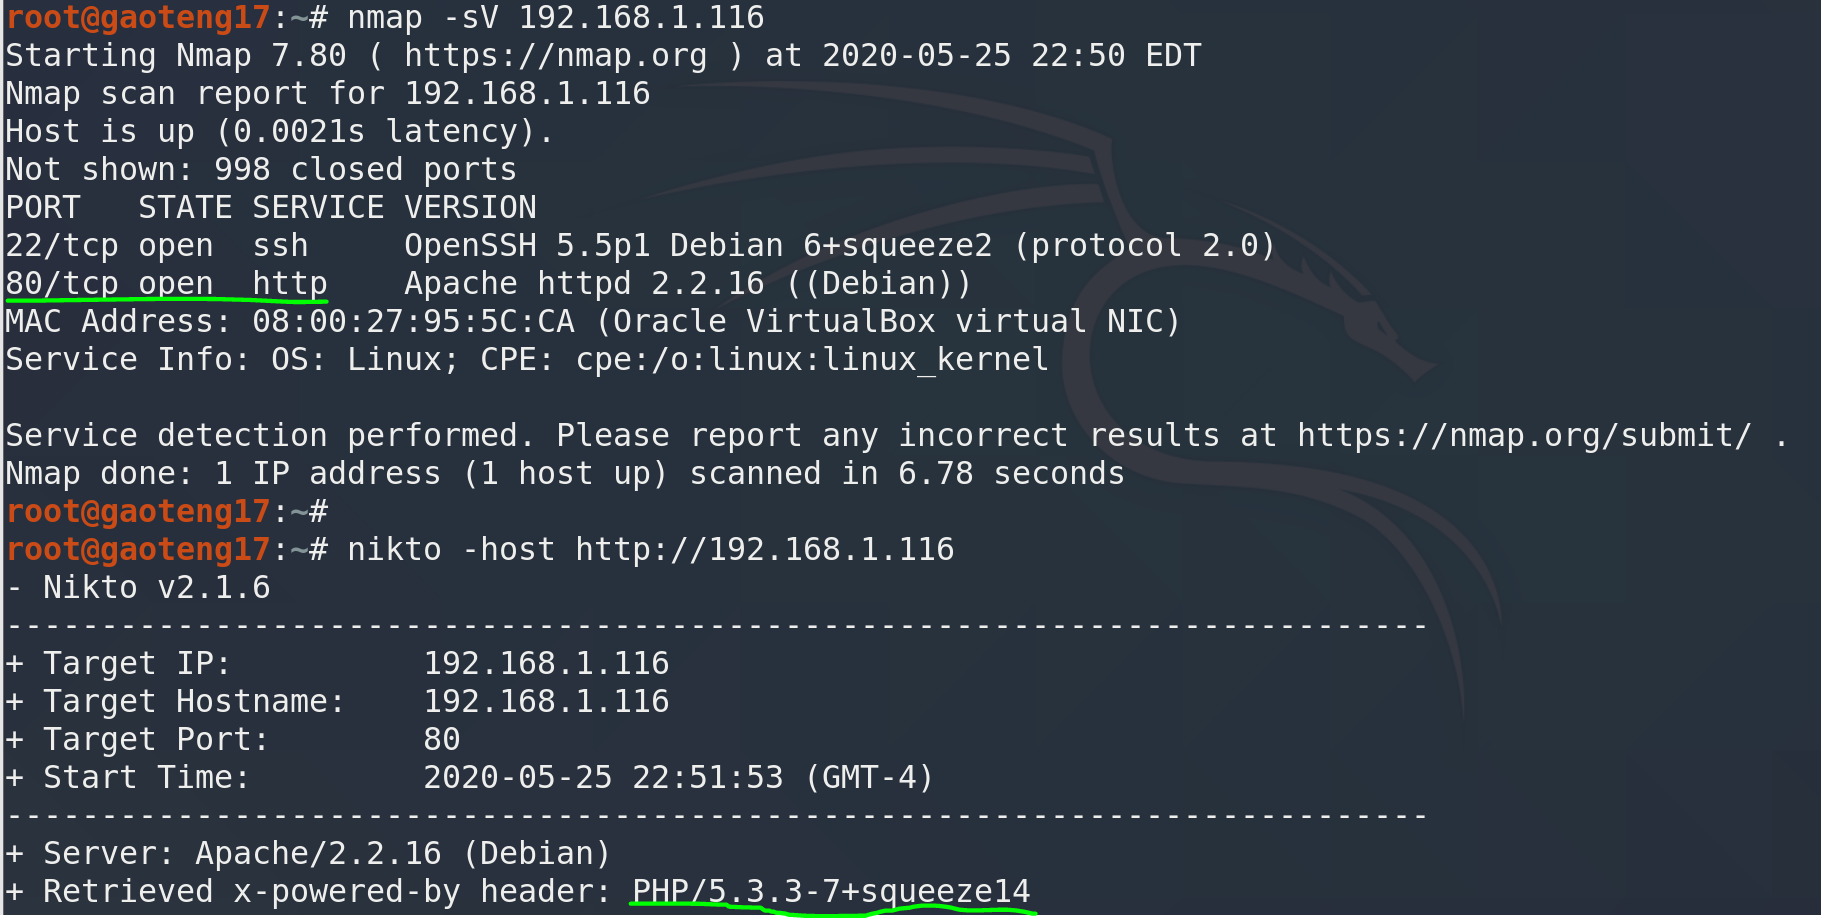 root@gaoteng17:~# nmap -sV 192.168.1.116
Starting Nmap 7.80 ( https://nmap.org ) at 2020-05-25 22:50 EDT
Nmap scan report for 192.168.1.116
Host is up (0.0021s latency).
Not shown: 998 closed ports
PORT   STATE SERVICE VERSION
22/tcp open  ssh     OpenSSH 5.5p1 Debian 6+squeeze2 (protocol 2.0)
80/tcp open  http    Apache httpd 2.2.16 ((Debian))
MAC Address: 08:00:27:95:5C:CA (Oracle VirtualBox virtual NIC)
Service Info: OS: Linux; CPE: cpe:/o:linux:linux_kernel
Service detection performed. Please report any incorrect results at https://nmap.org/submit/ .
Nmap done: 1 IP address (1 host up) scanned in 6.78 seconds
root@gaoteng17:~#
root@gaoteng17:~# nikto -host http://192.168.1.116
- Nikto v2.1.6
---------------------------------------------------------------------------
+ Target IP:          192.168.1.116
+ Target Hostname:    192.168.1.116
+ Target Port:        80
+ Start Time:         2020-05-25 22:51:53 (GMT-4)
---------------------------------------------------------------------------
+ Server: Apache/2.2.16 (Debian)
+ Retrieved x-powered-by header: PHP/5.3.3-7+squeeze14